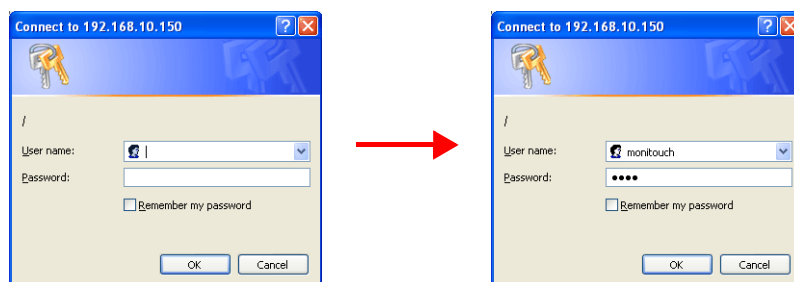 Connect to 192.168.10.150
/
User name:
Password:
Remember my password
OK Cancel
Connect to 192.168.10.150
/
User name: monitouch
Password: ••••
Remember my password
OK Cancel